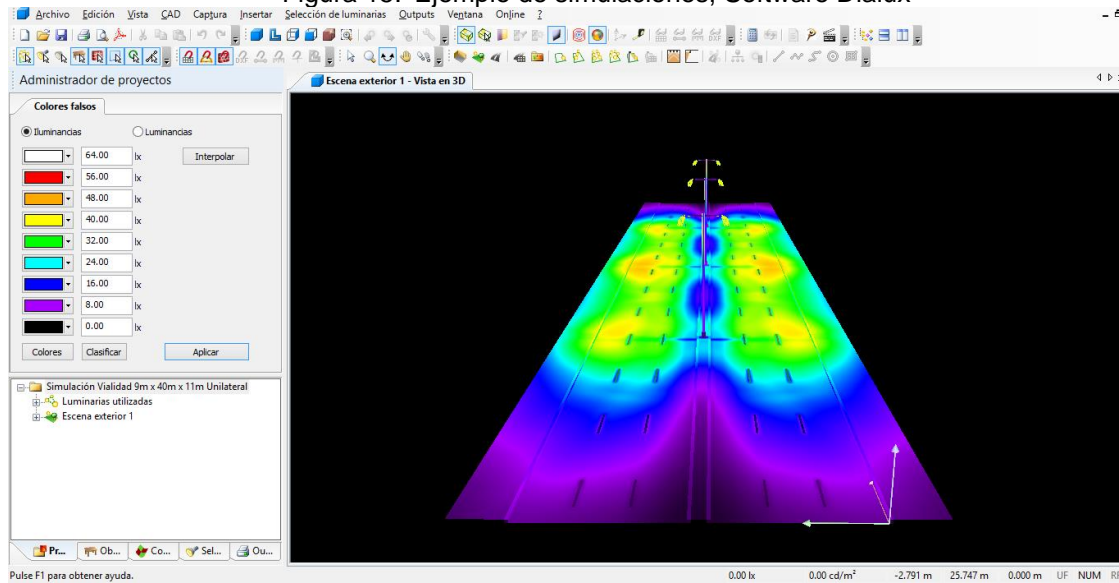 Figura 18. Ejemplo de simulaciones, Software Dialux
Archivo Edición Vista CAD Captura Insertar Selección de luminarias Outputs Ventana Online ?
Administrador de proyectos
Escena exterior 1 - Vista en 3D
Colores falsos
Iluminancias Luminancias
64.00 lx Interpolar
56.00 lx
48.00 lx
40.00 lx
32.00 lx
24.00 lx
16.00 lx
8.00 lx
0.00 lx
Colores Clasificar Aplicar
Simulación Vialidad 9m x 40m x 11m Unilateral
Luminarias utilizadas
Escena exterior 1
Pr... Ob... Co... Sel... Ou...
Pulse F1 para obtener ayuda. 0.00 lx 0.00 cd/m² -2.791 m 25.747 m 0.000 m UF NUM